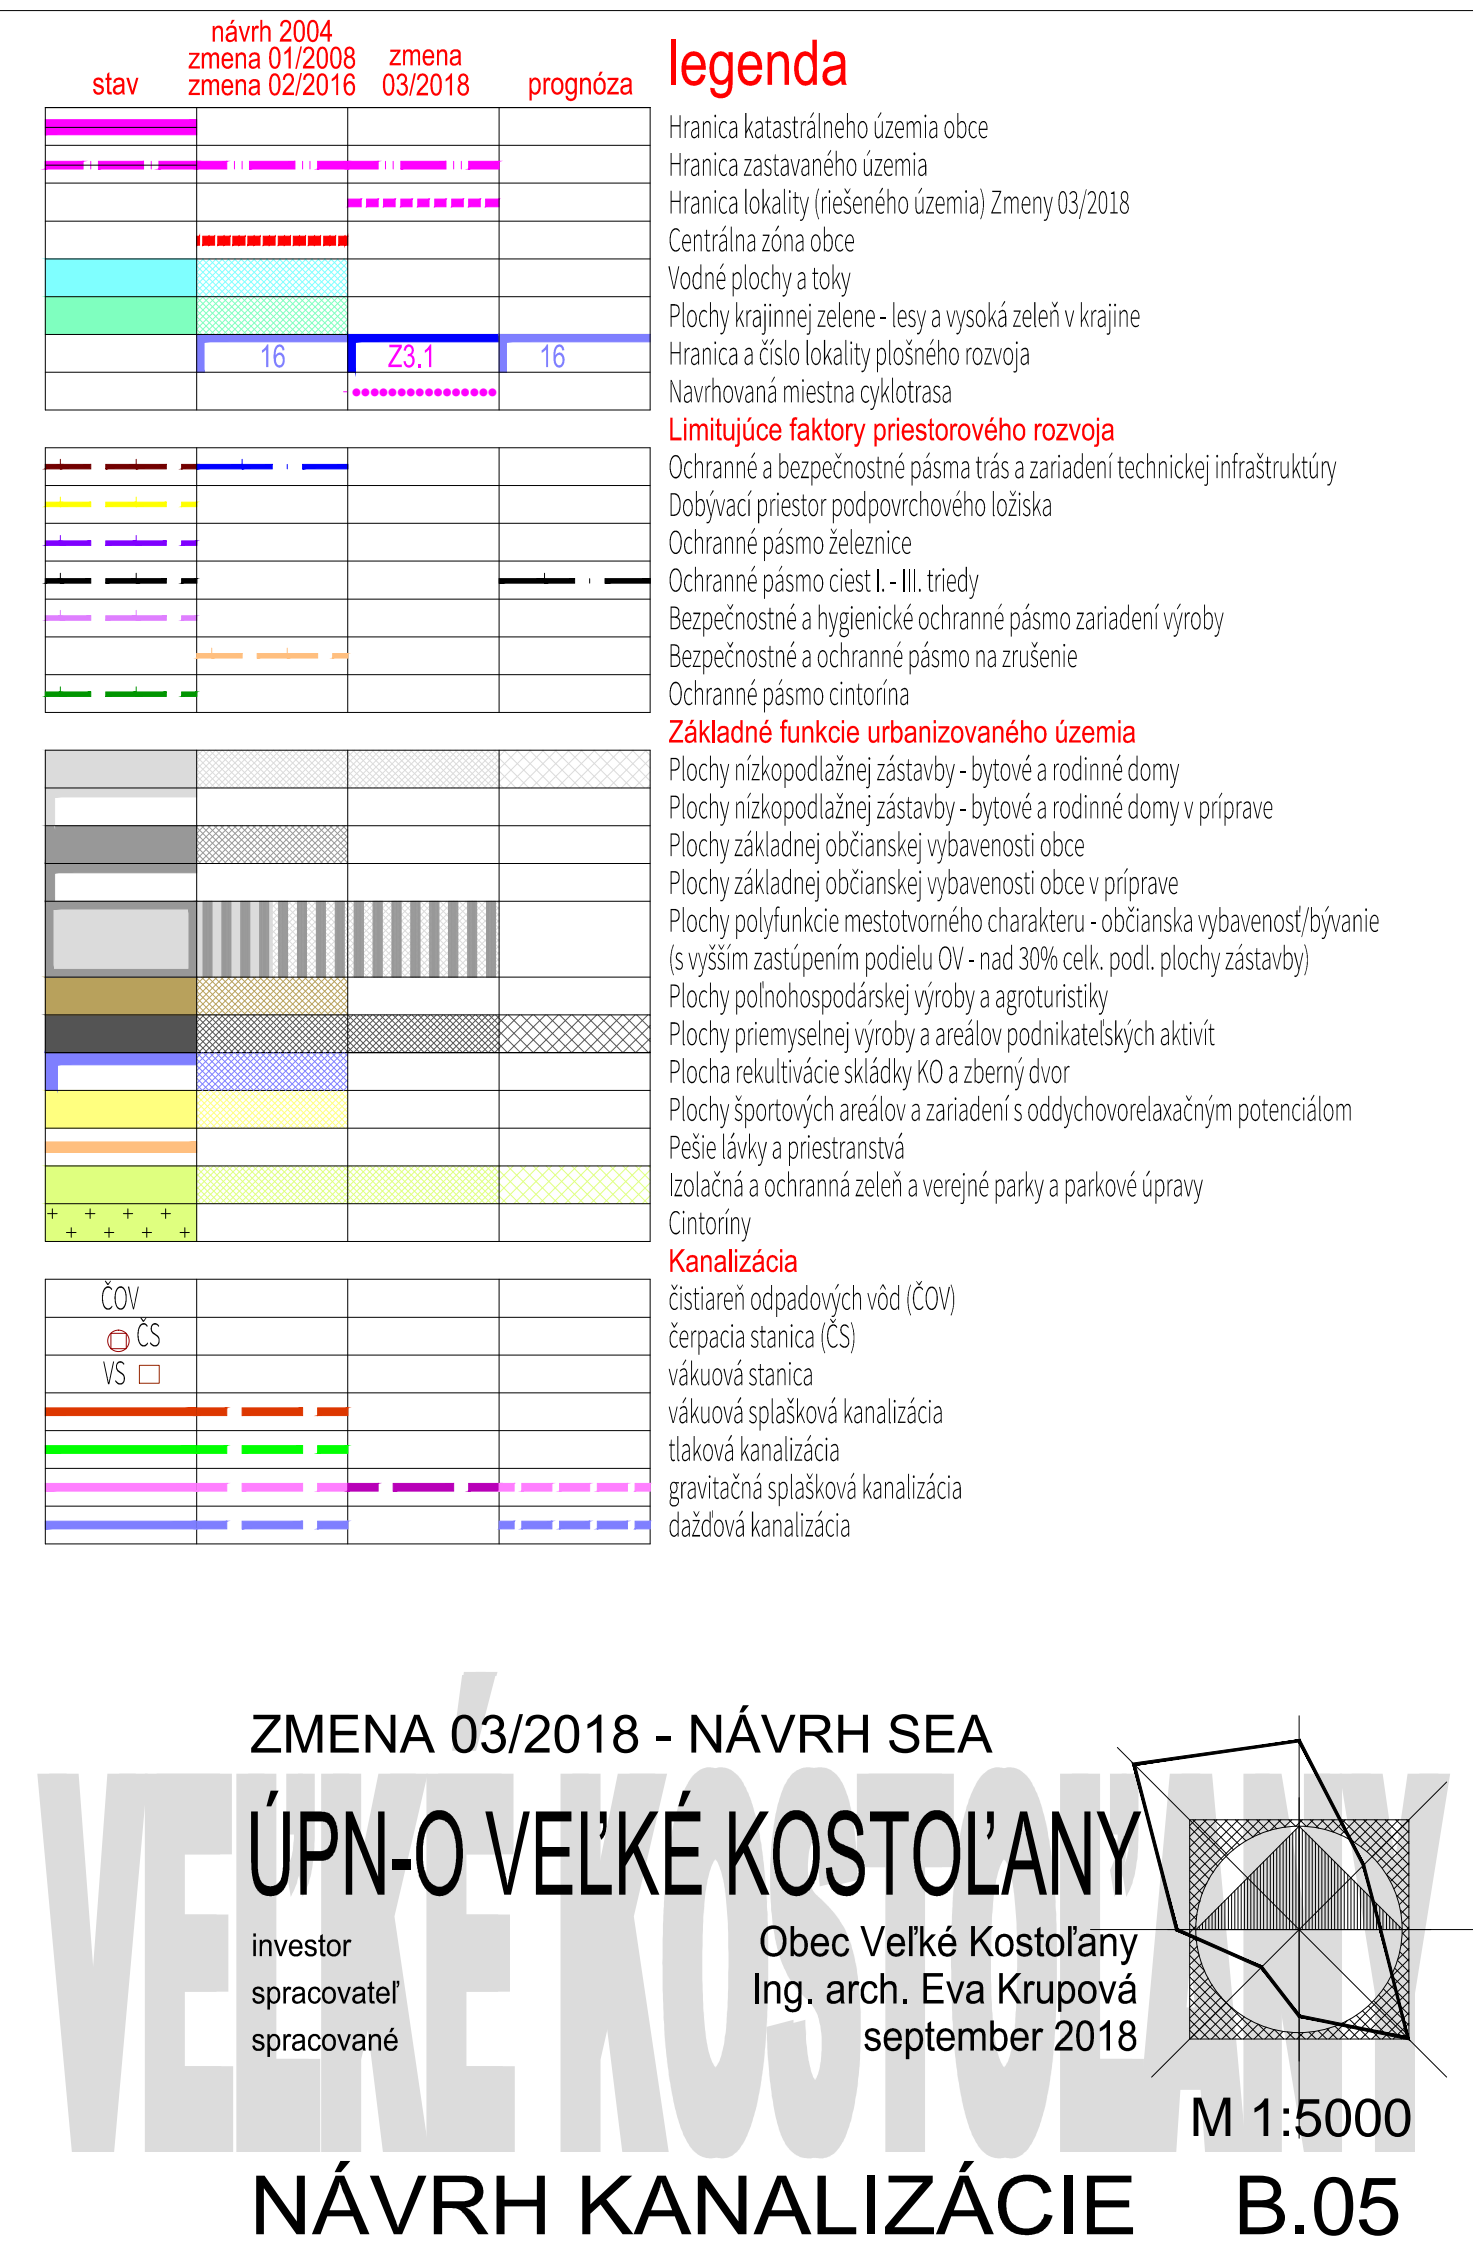 návrh 2004
zmena 01/2008 zmena
stav zmena 02/2016 03/2018 prognóza
legenda
Hranica katastrálneho územia obce
Hranica zastavaného územia
Hranica lokality (riešeného územia) Zmeny 03/2018
Centrálna zóna obce
Vodné plochy a toky
Plochy krajinnej zelene - lesy a vysoká zeleň v krajine
16 Z3.1 16 Hranica a číslo lokality plošného rozvoja
Navrhovaná miestna cyklotrasa
Limitujúce faktory priestorového rozvoja
Ochranné a bezpečnostné pásma trás a zariadení technickej infraštruktúry
Dobývací priestor podpovrchového ložiska
Ochranné pásmo železnice
Ochranné pásmo ciest I. - III. triedy
Bezpečnostné a hygienické ochranné pásmo zariadení výroby
Bezpečnostné a ochranné pásmo na zrušenie
Ochranné pásmo cintorína
Základné funkcie urbanizovaného územia
Plochy nízkopodlažnej zástavby - bytové a rodinné domy
Plochy nízkopodlažnej zástavby - bytové a rodinné domy v príprave
Plochy základnej občianskej vybavenosti obce
Plochy základnej občianskej vybavenosti obce v príprave
Plochy polyfunkcie mestotvorného charakteru - občianska vybavenosť/bývanie
(s vyšším zastúpením podielu OV - nad 30% celk. podl. plochy zástavby)
Plochy poľnohospodárskej výroby a agroturistiky
Plochy priemyselnej výroby a areálov podnikateľských aktivít
Plocha rekultivácie skládky KO a zberný dvor
Plochy športových areálov a zariadení s oddychovorelaxačným potenciálom
Pešie lávky a priestranstvá
Izolačná a ochranná zeleň a verejné parky a parkové úpravy
Cintoríny
Kanalizácia
ČOV čistiareň odpadových vôd (ČOV)
ČS čerpacia stanica (ČS)
VS vákuová stanica
vákuová splašková kanalizácia
tlaková kanalizácia
gravitačná splašková kanalizácia
dažďová kanalizácia
ZMENA 03/2018 - NÁVRH SEA
VEĽKÉ KOSTOĽANY
ÚPN-O VEĽKÉ KOSTOĽANY
investor Obec Veľké Kostoľany
spracovateľ Ing. arch. Eva Krupová
spracované september 2018
M 1:5000
NÁVRH KANALIZÁCIE B.05